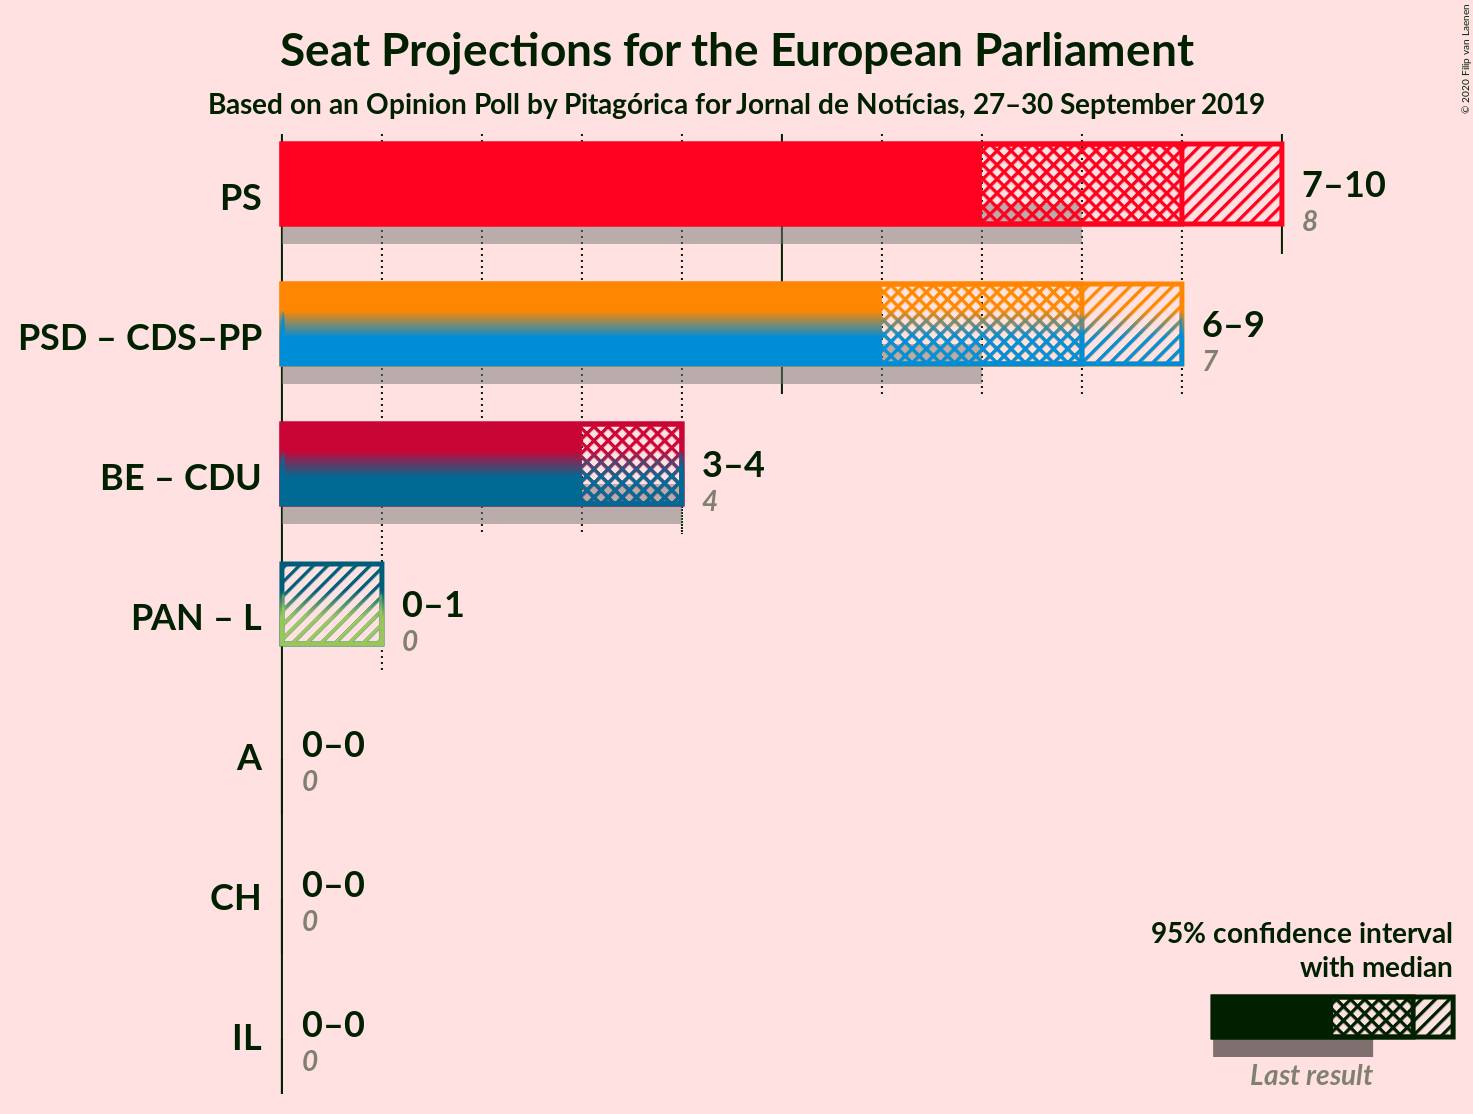 Seat Projections for the European Parliament
Based on an Opinion Poll by Pitagórica for Jornal de Notícias, 27–30 September 2019
© 2020 Filip van Laenen
PS
7–10
8
PSD – CDS–PP
6–9
7
BE – CDU
3–4
4
PAN – L
0–1
0
A
0–0
0
CH
0–0
0
IL
0–0
0
95% confidence interval
with median
Last result